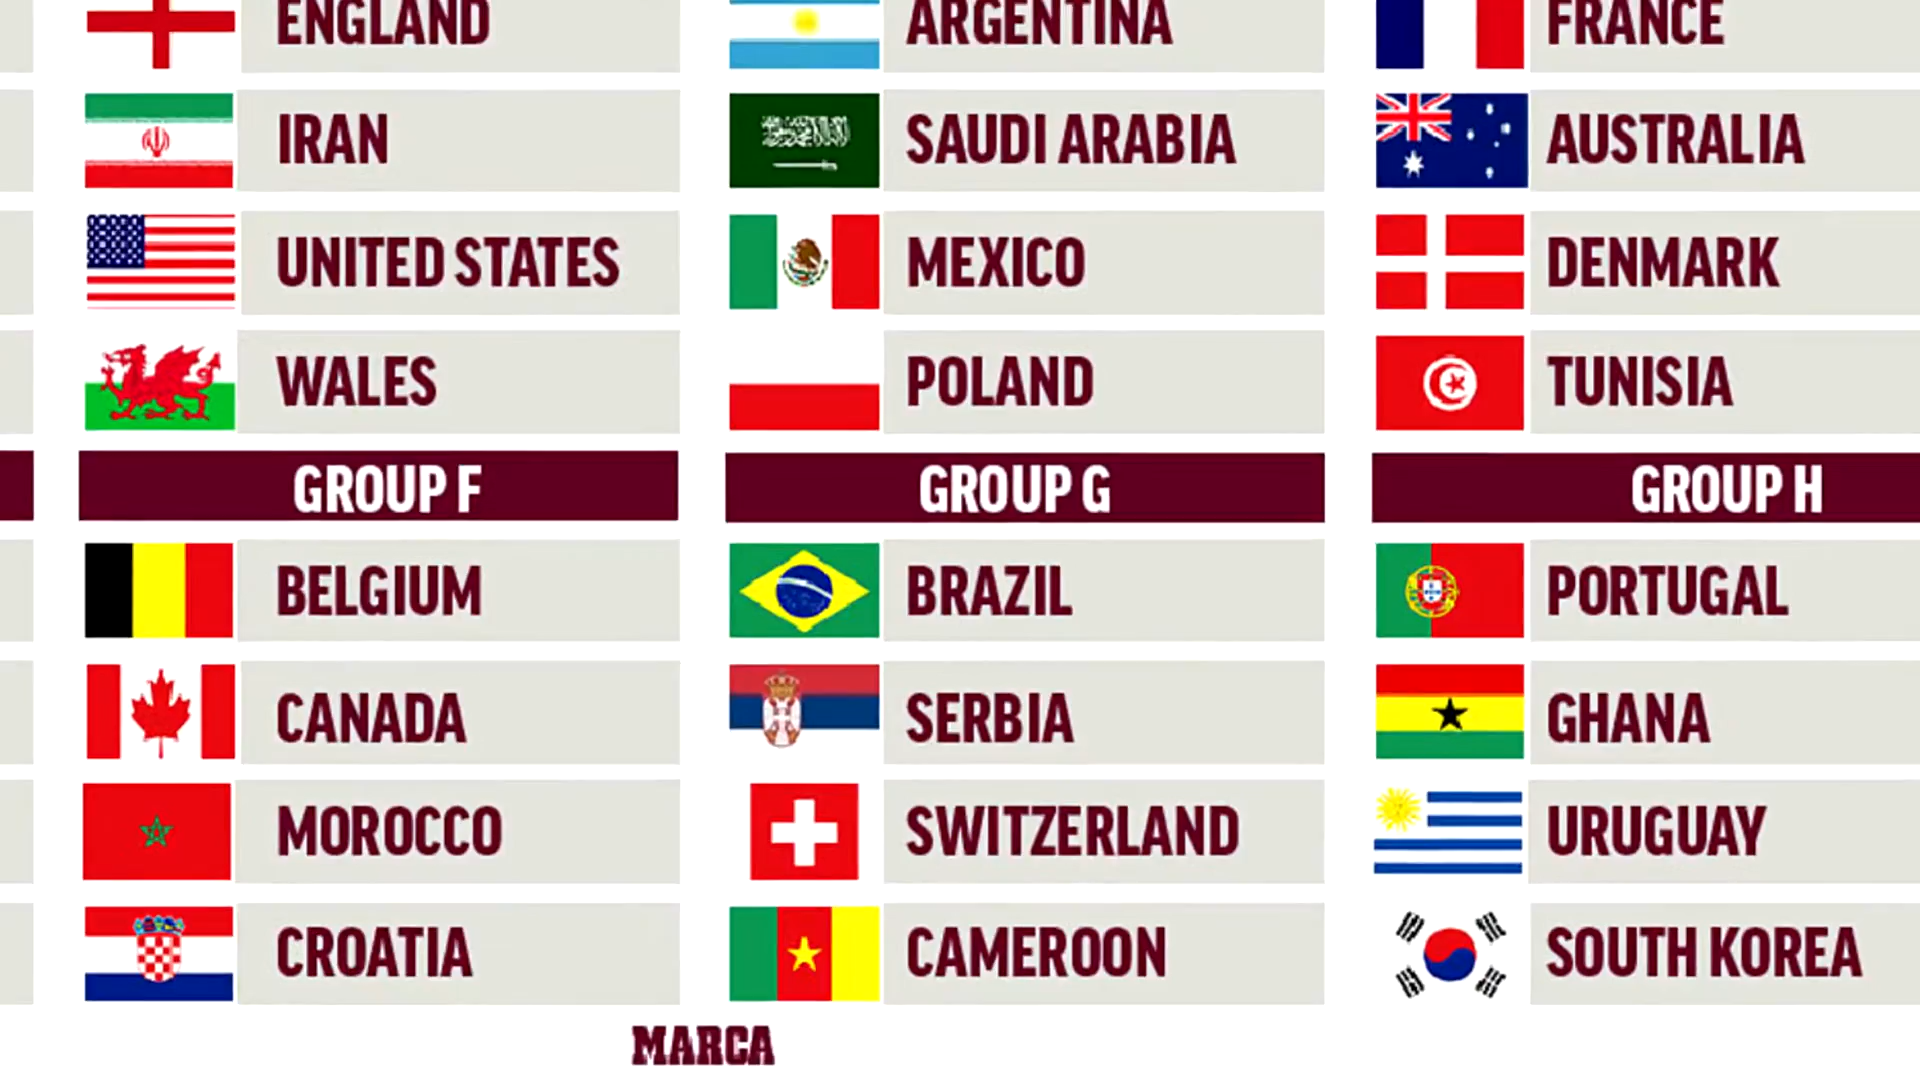 ENGLAND
IRAN
UNITED STATES
WALES
ARGENTINA
SAUDI ARABIA
MEXICO
POLAND
FRANCE
AUSTRALIA
DENMARK
TUNISIA
GROUP F
BELGIUM
CANADA
MOROCCO
CROATIA
GROUP G
BRAZIL
SERBIA
SWITZERLAND
CAMEROON
GROUP H
PORTUGAL
GHANA
URUGUAY
SOUTH KOREA
MARCA